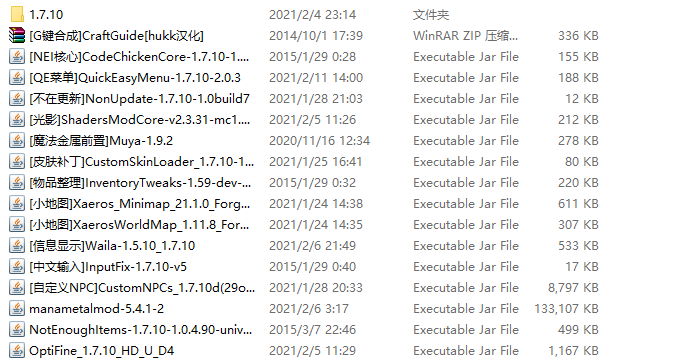 1.7.10 2021/2/4 23:14 文件夹
[G键合成]CraftGuide[hukk汉化] 2014/10/1 17:39 WinRAR ZIP 压缩... 336 KB
[NEI核心]CodeChickenCore-1.7.10-1.... 2015/1/29 0:28 Executable Jar File 155 KB
[QE菜单]QuickEasyMenu-1.7.10-2.0.3 2021/2/11 14:00 Executable Jar File 188 KB
[不在更新]NonUpdate-1.7.10-1.0build7 2021/1/28 21:03 Executable Jar File 12 KB
[光影]ShadersModCore-v2.3.31-mc1.... 2021/2/5 11:26 Executable Jar File 212 KB
[魔法金属前置]Muya-1.9.2 2020/11/16 12:34 Executable Jar File 278 KB
[皮肤补丁]CustomSkinLoader_1.7.10-1... 2021/1/25 16:41 Executable Jar File 80 KB
[物品整理]InventoryTweaks-1.59-dev-... 2015/1/29 0:32 Executable Jar File 220 KB
[小地图]Xaeros_Minimap_21.1.0_Forg... 2021/1/24 14:38 Executable Jar File 611 KB
[小地图]XaerosWorldMap_1.11.8_For... 2021/1/24 14:35 Executable Jar File 307 KB
[信息显示]Waila-1.5.10_1.7.10 2021/2/6 21:49 Executable Jar File 533 KB
[中文输入]InputFix-1.7.10-v5 2015/1/29 0:40 Executable Jar File 17 KB
[自定义NPC]CustomNPCs_1.7.10d(29o... 2021/1/28 0:33 Executable Jar File 8,797 KB
manametalmod-5.4.1-2 2021/2/6 3:17 Executable Jar File 133,107 KB
NotEnoughItems-1.7.10-1.0.4.90-univ... 2015/3/7 22:46 Executable Jar File 499 KB
OptiFine_1.7.10_HD_U_D4 2021/2/5 11:29 Executable Jar File 1,167 KB